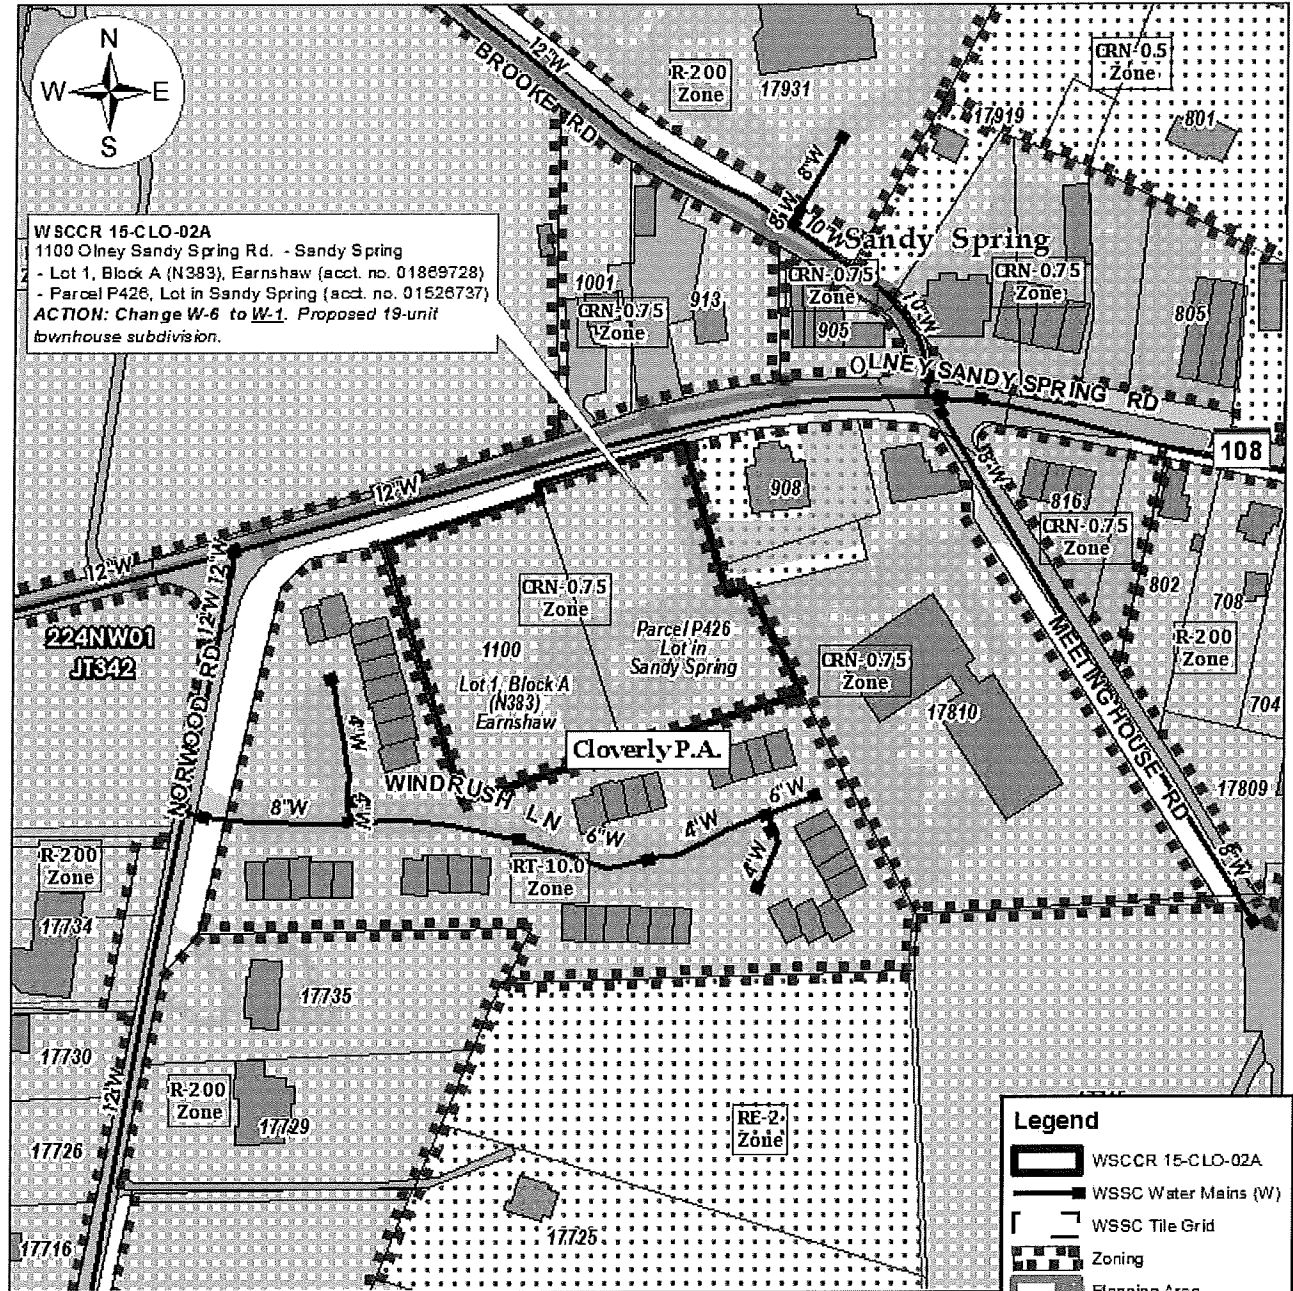 N
W E
S
WSCCR 15-CLO-02A
1100 Olney Sandy Spring Rd. - Sandy Spring
- Lot 1, Block A (N383), Earnshaw (acct. no. 01869728)
- Parcel P426, Lot in Sandy Spring (acct. no. 01526737)
ACTION: Change W-6 to W-1. Proposed 19-unit
townhouse subdivision.
BROOKE RD
12"W
R-200
Zone
17931
CRN-0.5
Zone
17919
801
8"W
8"W
10"W
Sandy Spring
1001
CRN-0.75
Zone
913
CRN-0.75
Zone
905
10"W
CRN-0.75
Zone
805
OLNEY SANDY SPRING RD
108
12"W
12"W
908
8"W
816
CRN-0.75
Zone
802
708
R-200
Zone
704
224NW01
JT342
NORWOOD RD
12"W
12"W
CRN-0.75
Zone
1100
Lot 1, Block A
(N383)
Earnshaw
Parcel P426
Lot in
Sandy Spring
CRN-0.75
Zone
17810
MEETINGHOUSE RD
17809
8"W
Cloverly P.A.
4"W
4"W
WINDRUSH LN
8"W
6"W
4"W
6"W
4"W
RT-10.0
Zone
R-200
Zone
17734
17735
17730
12"W
R-200
Zone
17729
17726
17716
RE-2
Zone
17725
Legend
WSCCR 15-CLO-02A
WSSC Water Mains (W)
WSSC Tile Grid
Zoning
Planning Area